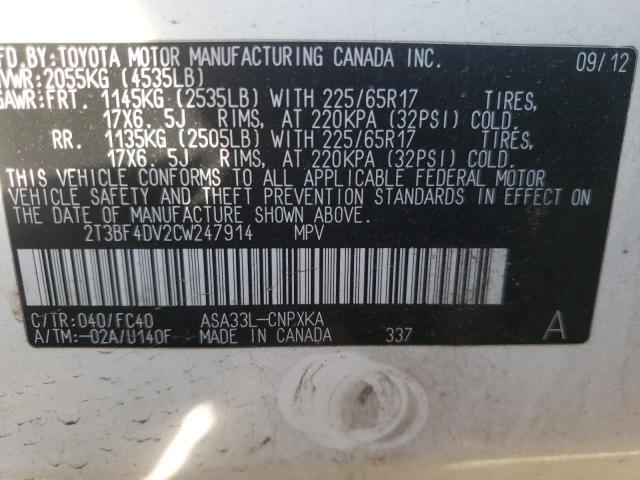 MFD. BY: TOYOTA MOTOR MANUFACTURING CANADA INC. 09/12
GVWR: 2055KG (4535LB)
GAWR: FRT. 1145KG (2535LB) WITH 225/65R17 TIRES,
17X6. 5J RIMS, AT 220KPA (32PSI) COLD.
RR. 1135KG (2505LB) WITH 225/65R17 TIRES,
17X6. 5J RIMS, AT 220KPA (32PSI) COLD.
THIS VEHICLE CONFORMS TO ALL APPLICABLE FEDERAL MOTOR
VEHICLE SAFETY AND THEFT PREVENTION STANDARDS IN EFFECT ON
THE DATE OF MANUFACTURE SHOWN ABOVE.
2T3BF4DV2CW247914 MPV
C/TR: 040/FC40 ASA33L-CNPXKA A
A/TM: -02A/U140F MADE IN CANADA 337